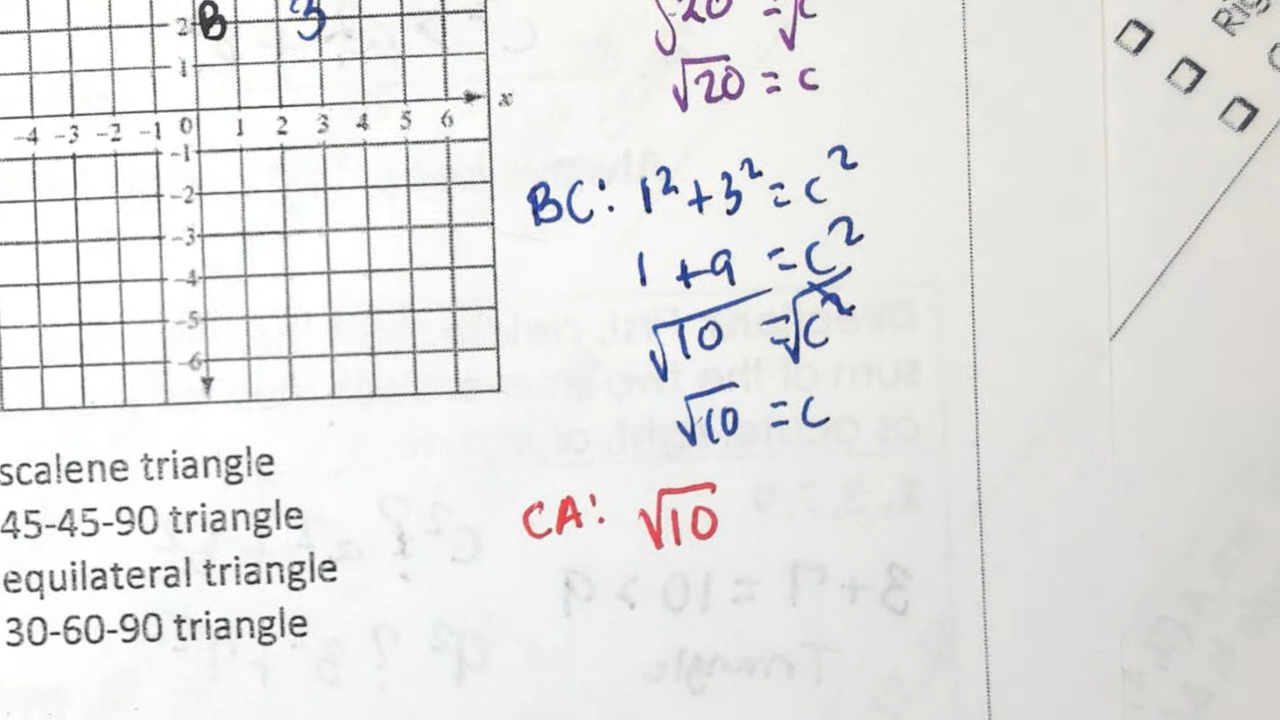 √20 = √c
√20 = c
2 B 3
1
x
-4 -3 -2 -1 0 1 2 3 4 5 6
-1
-2
-3
-4
-5
-6
BC: 1² + 3² = c²
1 + 9 = c²
√10 = √c²
√10 = c
CA: √10
scalene triangle
45-45-90 triangle
equilateral triangle
30-60-90 triangle